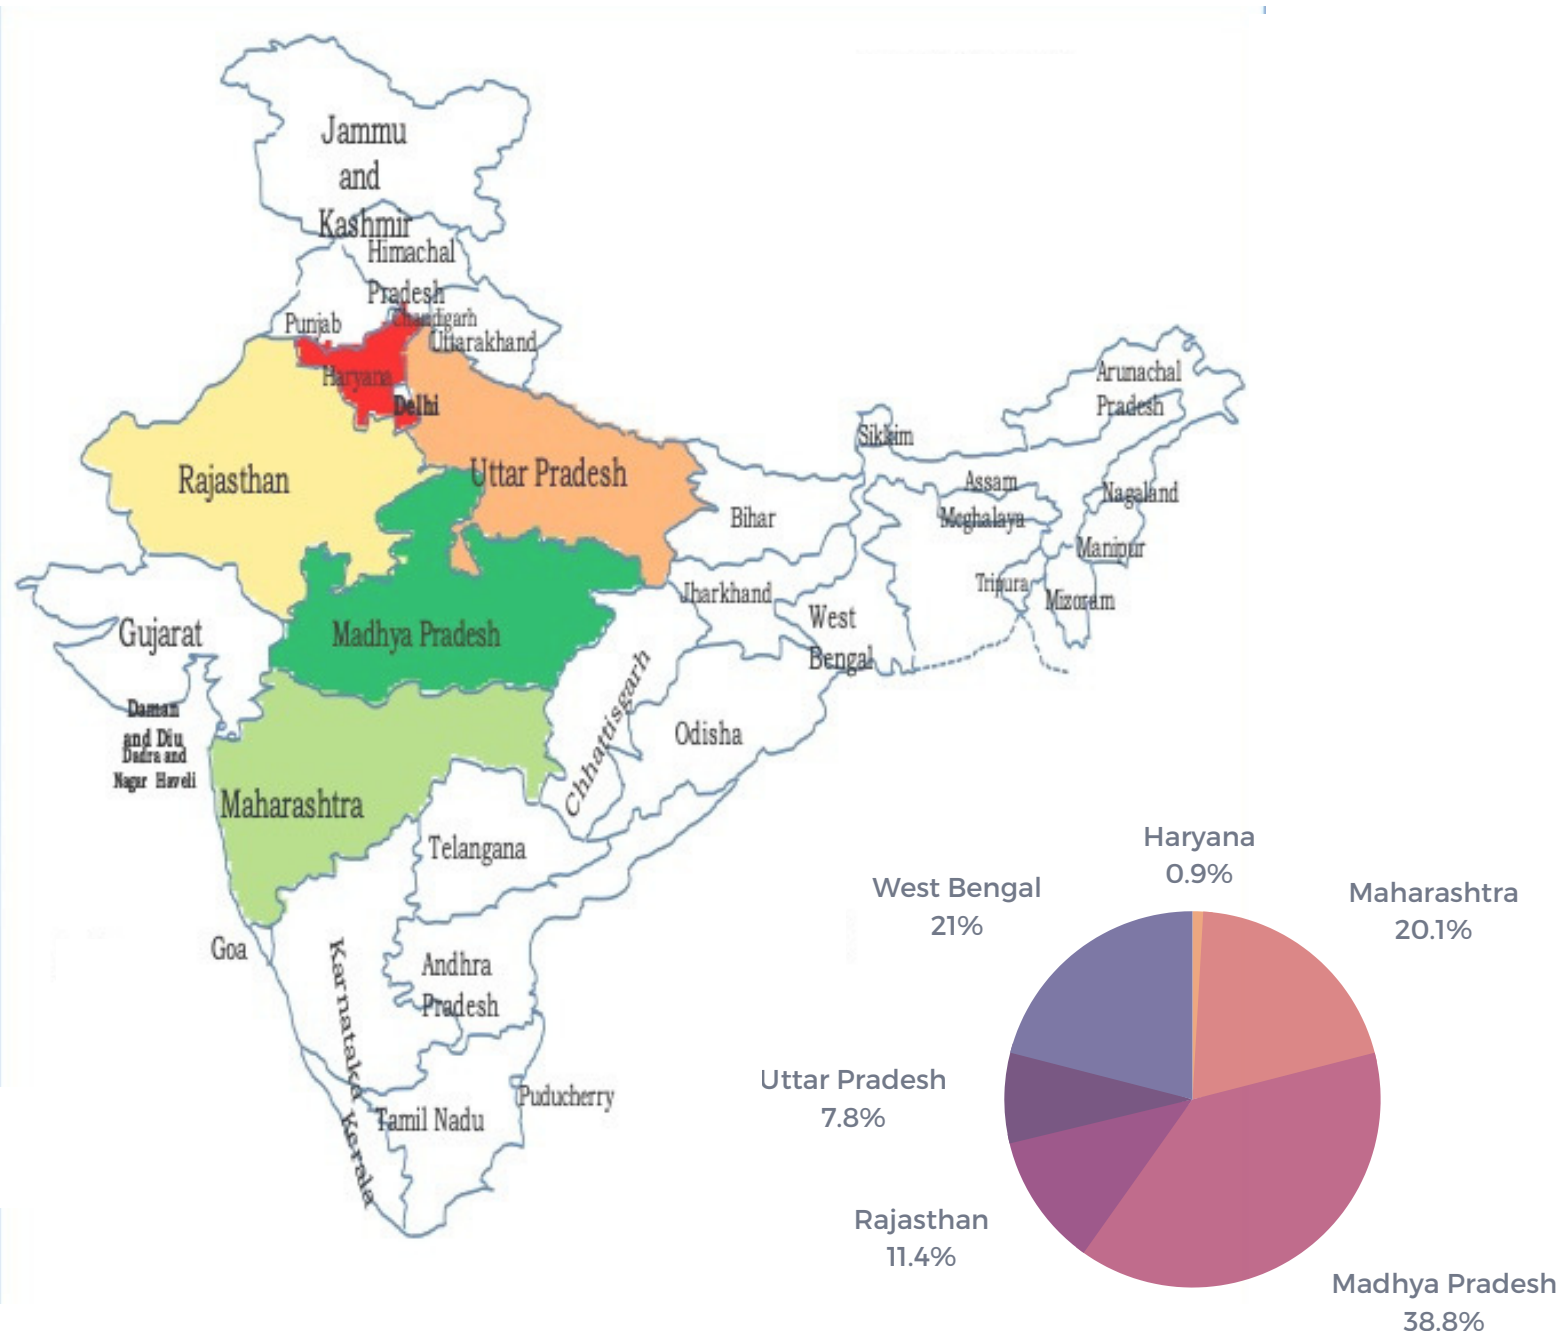 Jammu
and
Kashmir
Himachal
Pradesh
Chandigarh
Punjab
Uttarakhand
Haryana
Delhi
Rajasthan
Uttar Pradesh
Arunachal
Pradesh
Sikkim
Assam
Nagaland
Meghalaya
Bihar
Manipur
Tripura
Mizoram
Jharkhand
West
Bengal
Gujarat
Madhya Pradesh
Chhattisgarh
Odisha
Daman
and Diu
Dadra and
Nagar Haveli
Maharashtra
Telangana
Goa
Karnataka
Andhra
Pradesh
Puducherry
Tamil Nadu
Kerala
Haryana
0.9%
West Bengal
21%
Maharashtra
20.1%
Uttar Pradesh
7.8%
Rajasthan
11.4%
Madhya Pradesh
38.8%